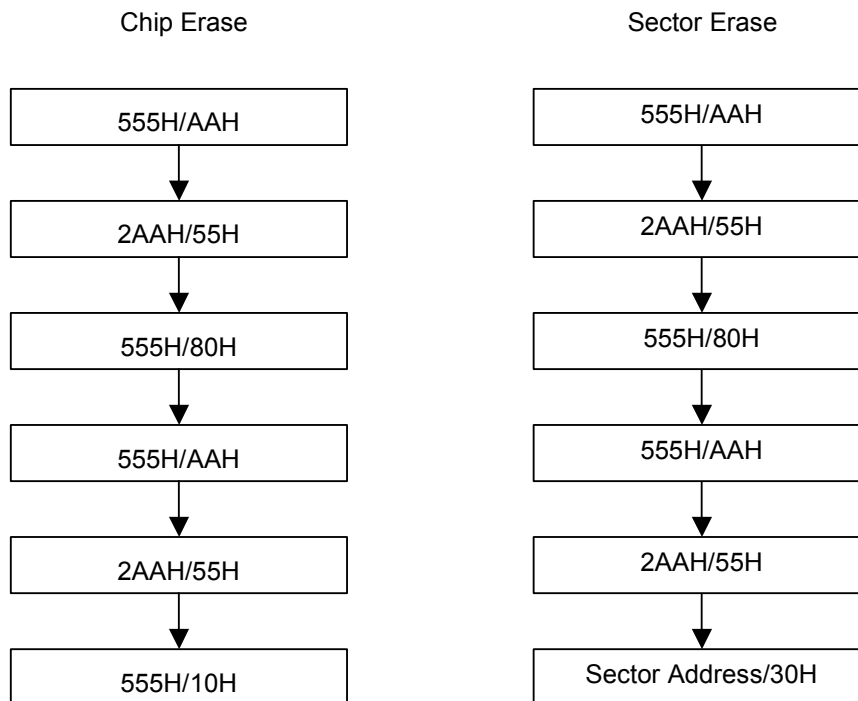 Chip Erase
555H/AAH
2AAH/55H
555H/80H
555H/AAH
2AAH/55H
555H/10H
Sector Erase
555H/AAH
2AAH/55H
555H/80H
555H/AAH
2AAH/55H
Sector Address/30H